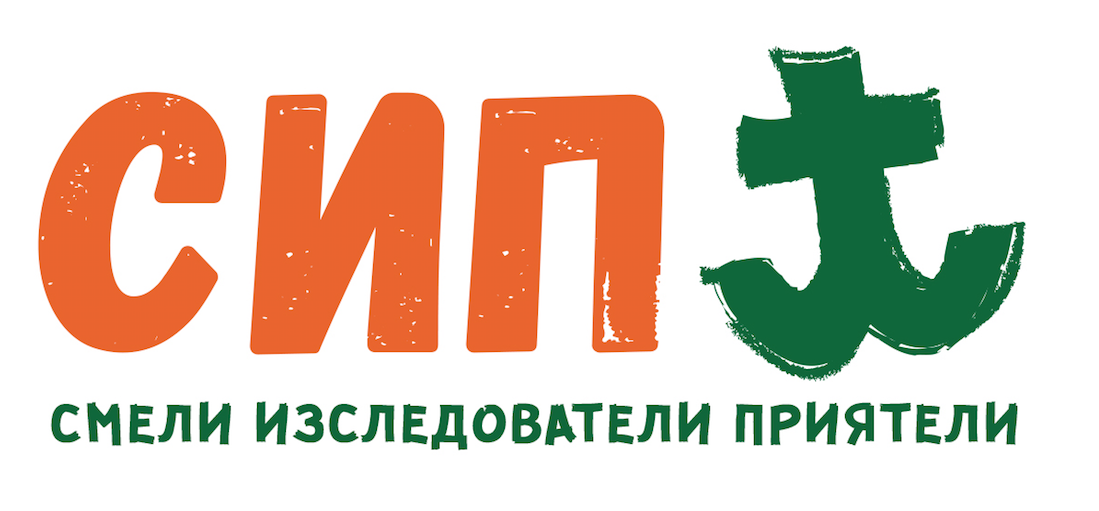 СИП
СМЕЛИ ИЗСЛЕДОВАТЕЛИ ПРИЯТЕЛИ